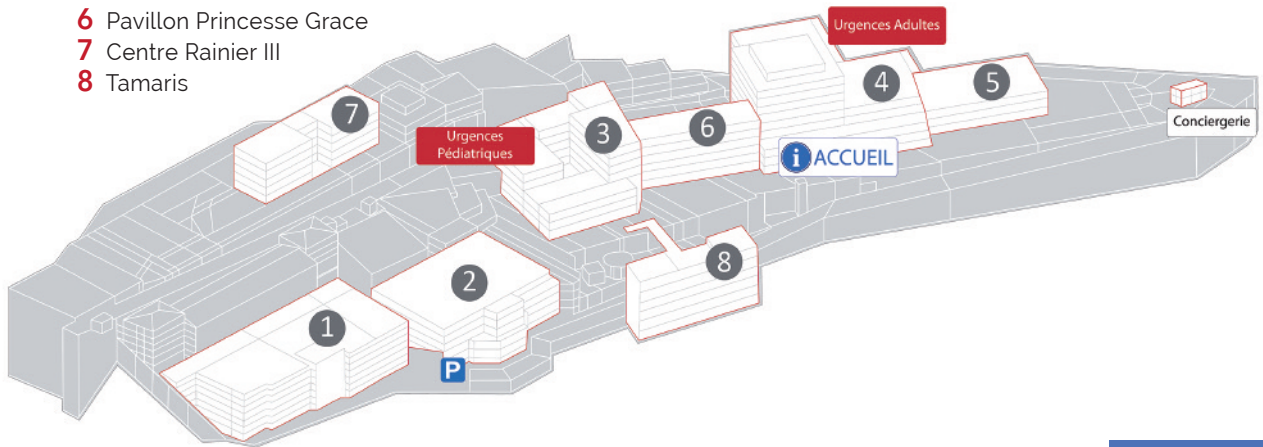 6 Pavillon Princesse Grace
7 Centre Rainier III
8 Tamaris
Urgences Adultes
7
Urgences
Pédiatriques
3
6
4
5
Conciergerie
i ACCUEIL
2
8
1
P